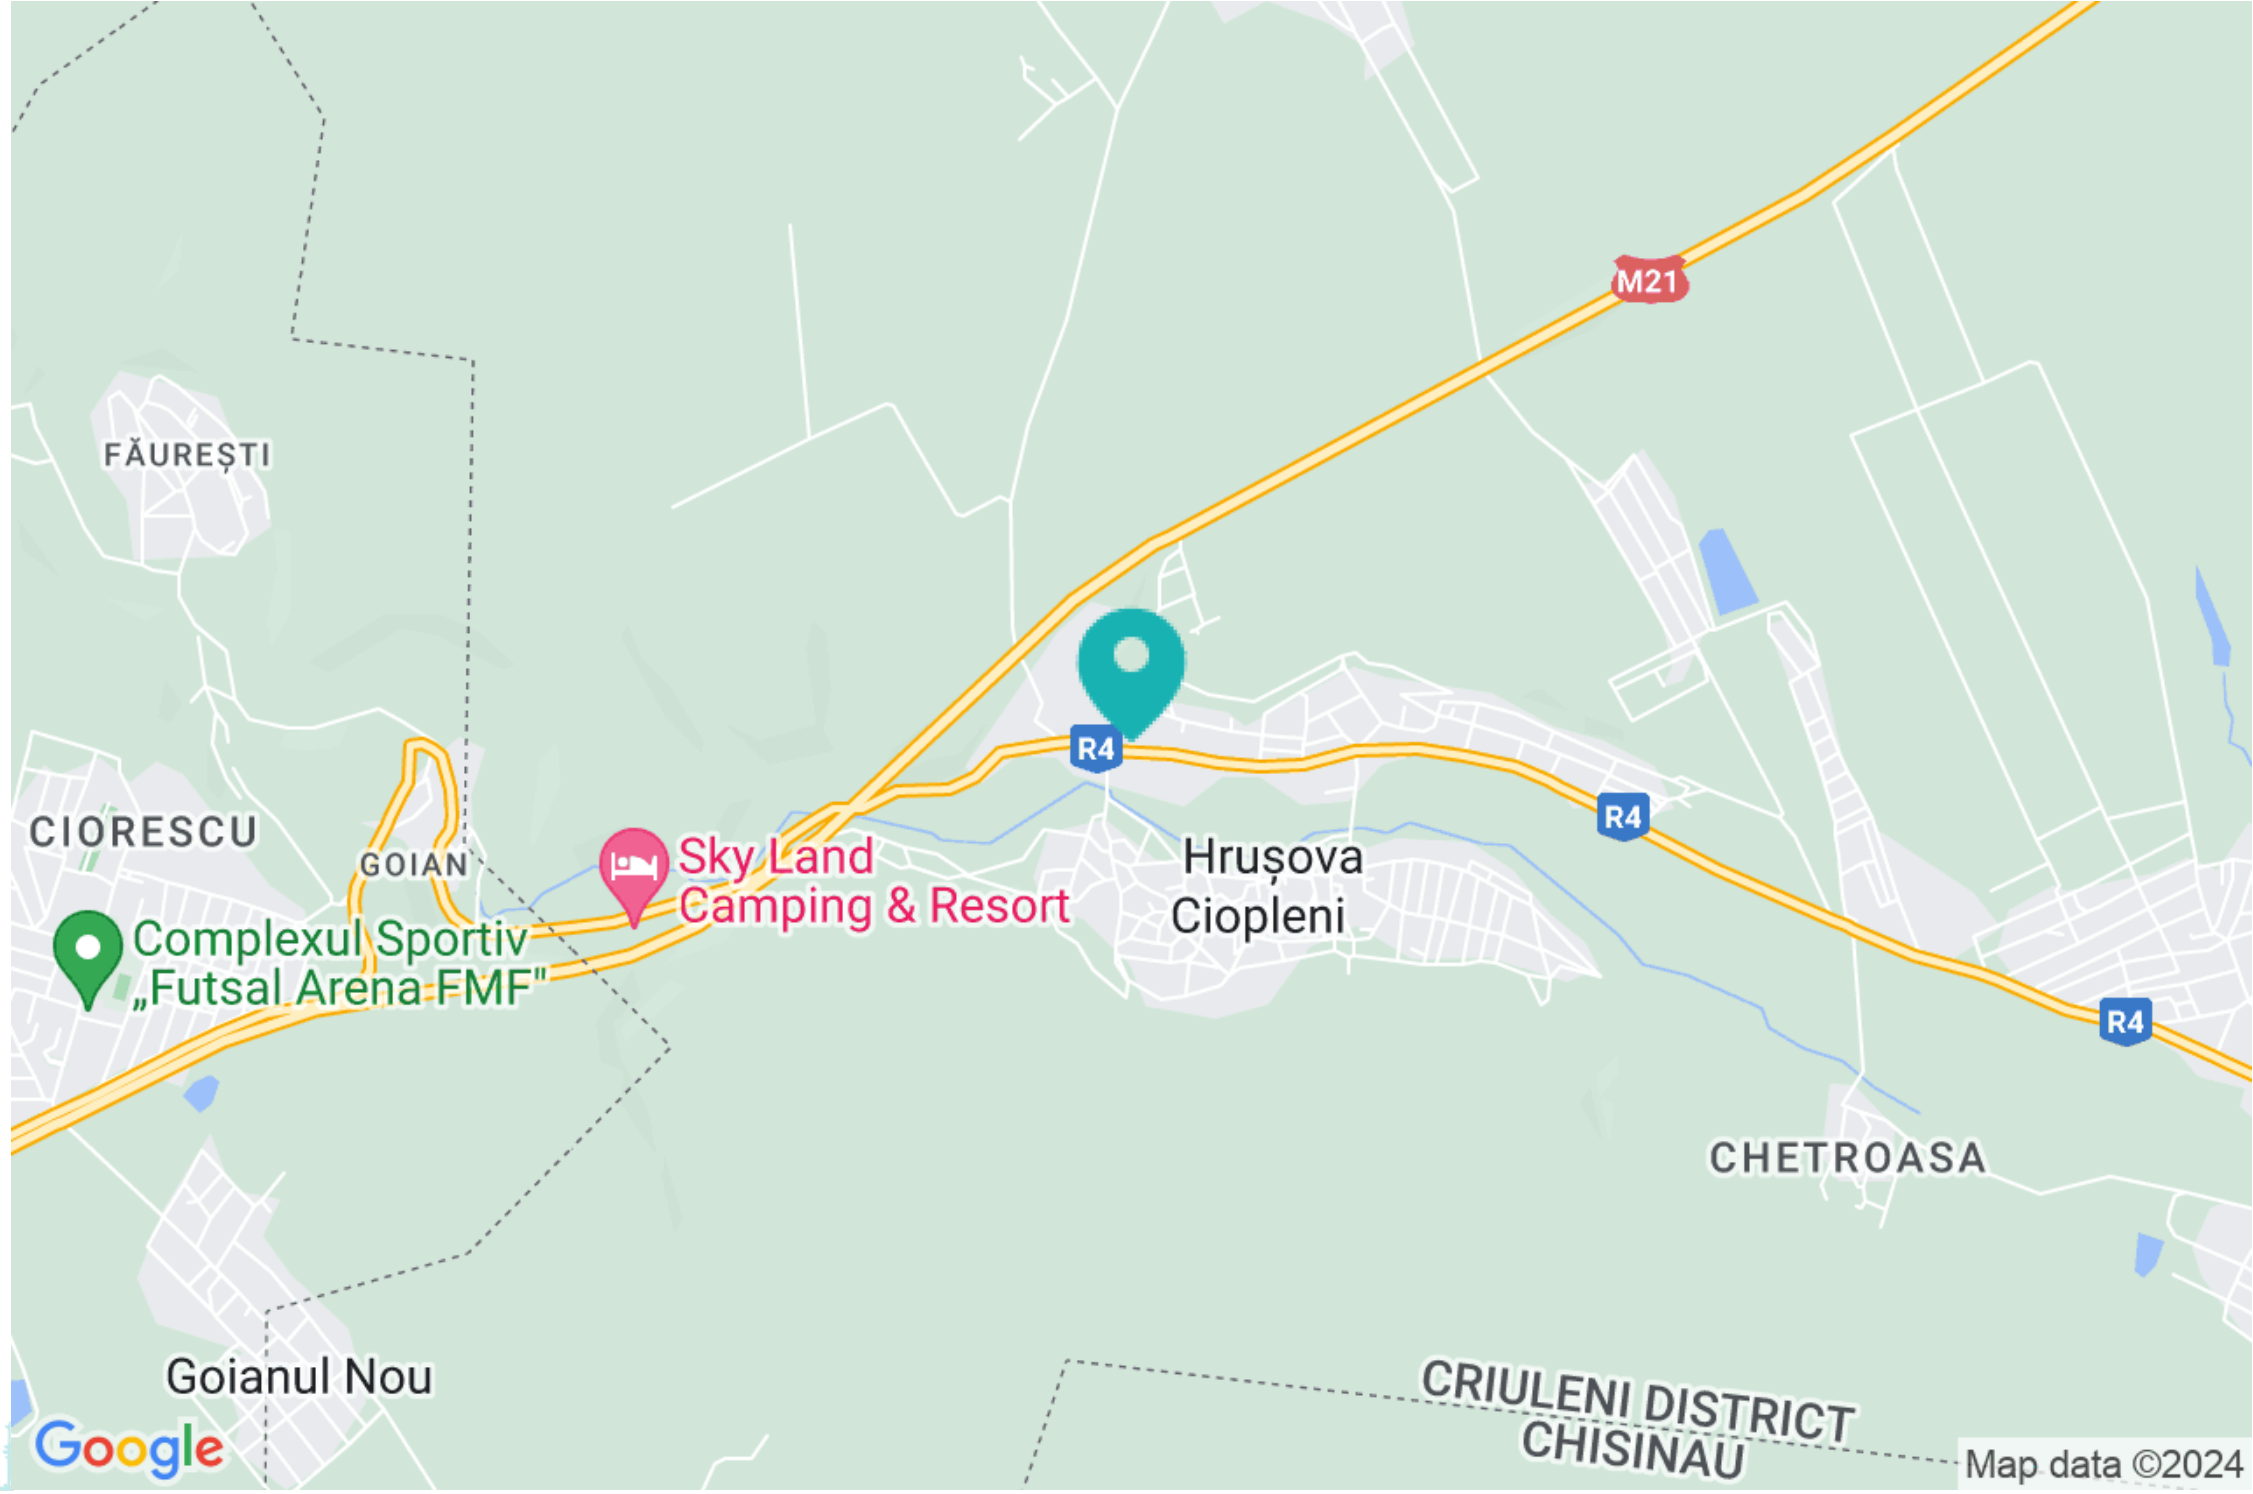 M21
FĂUREȘTI
R4
R4
CIORESCU
GOIAN
Sky Land
Camping & Resort
Hrușova
Ciopleni
Complexul Sportiv
„Futsal Arena FMF"
R4
CHETROASA
Goianul Nou
CRIULENI DISTRICT
CHISINAU
Google
Map data ©2024